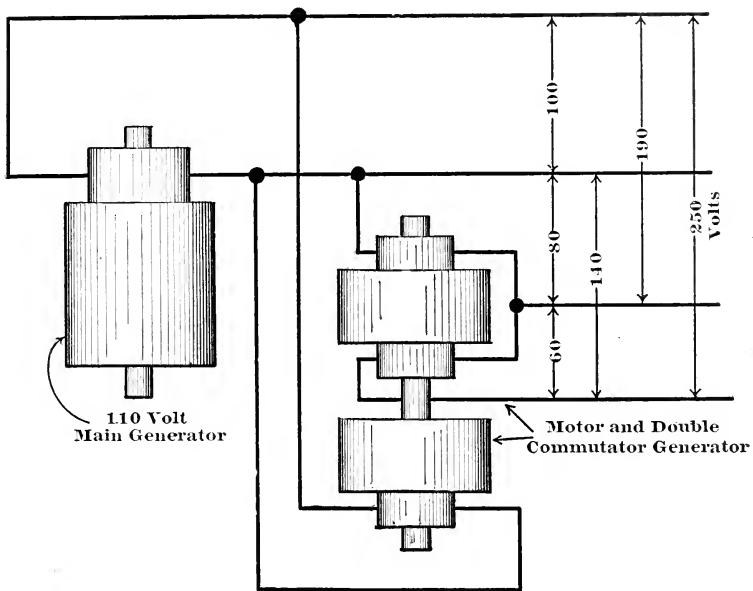 100
190
250
Volts
80
140
60
110 Volt
Main Generator
Motor and Double
Commutator Generator